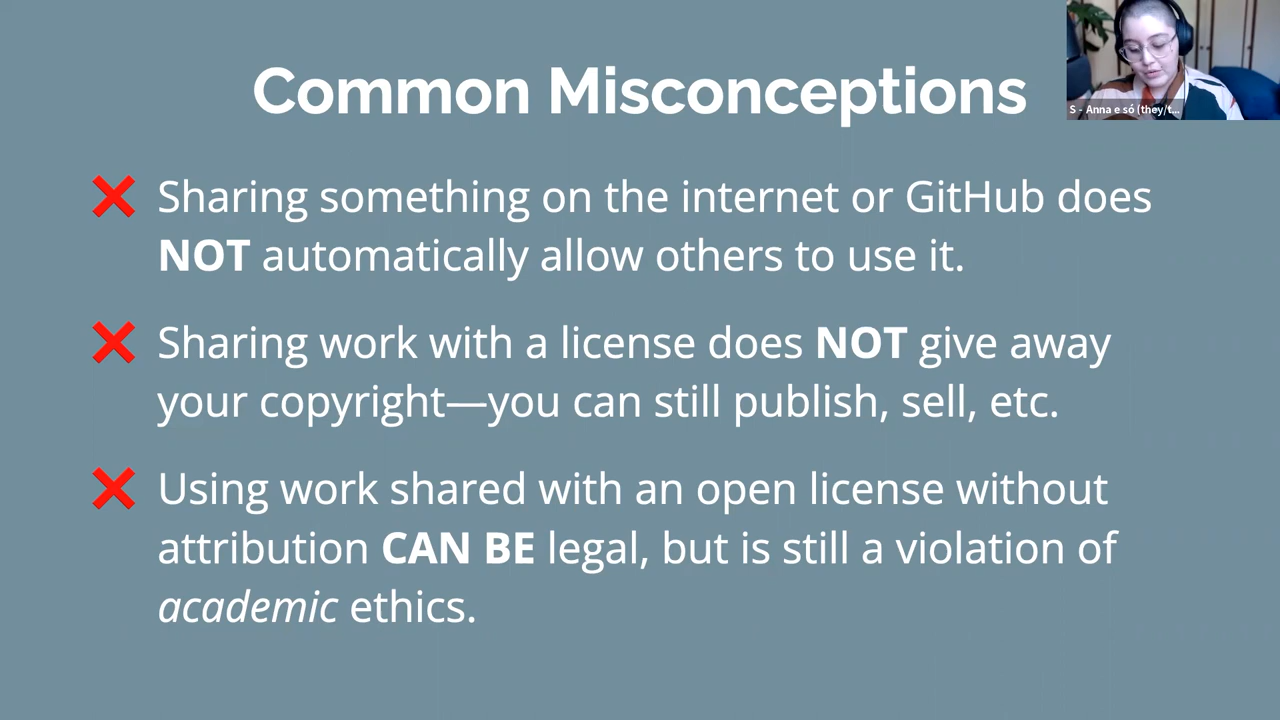 Common Misconceptions
S - Anna e só (they/t...
Sharing something on the internet or GitHub does
NOT automatically allow others to use it.
Sharing work with a license does NOT give away
your copyright—you can still publish, sell, etc.
Using work shared with an open license without
attribution CAN BE legal, but is still a violation of
academic ethics.